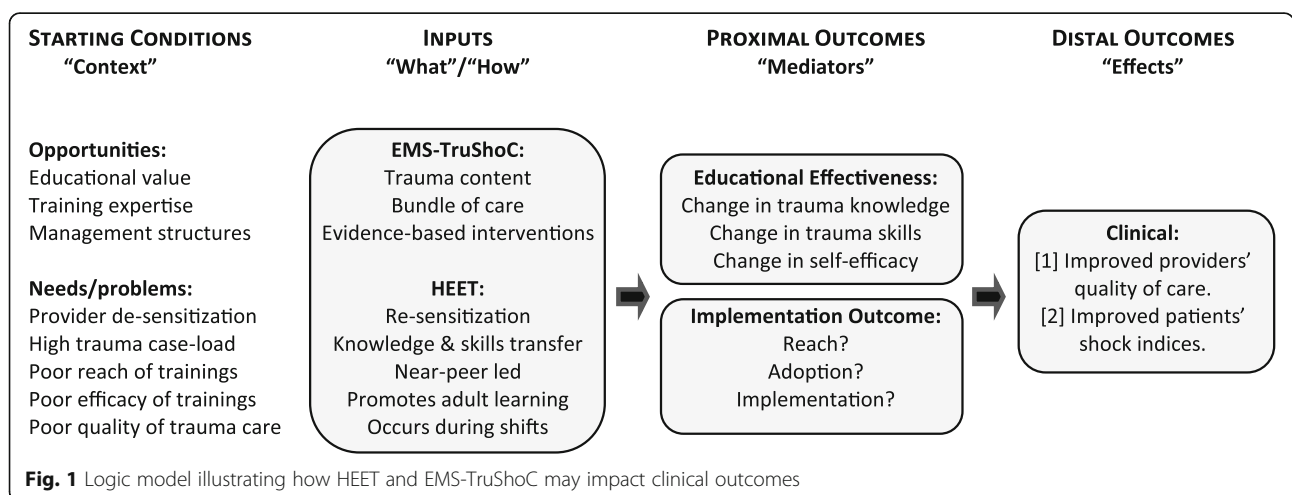 STARTING CONDITIONS
"Context"
Opportunities:
Educational value
Training expertise
Management structures
Needs/problems:
Provider de-sensitization
High trauma case-load
Poor reach of trainings
Poor efficacy of trainings
Poor quality of trauma care
INPUTS
“What”/“How”
EMS-TruShoC:
Trauma content
Bundle of care
Evidence-based interventions
HEET:
Re-sensitization
Knowledge & skills transfer
Near-peer led
Promotes adult learning
Occurs during shifts
PROXIMAL OUTCOMES
“Mediators”
Educational Effectiveness:
Change in trauma knowledge
Change in trauma skills
Change in self-efficacy
Implementation Outcome:
Reach?
Adoption?
Implementation?
DISTAL OUTCOMES
“Effects”
Clinical:
[1] Improved providers’
quality of care.
[2] Improved patients’
shock indices.
Fig. 1 Logic model illustrating how HEET and EMS-TruShoC may impact clinical outcomes